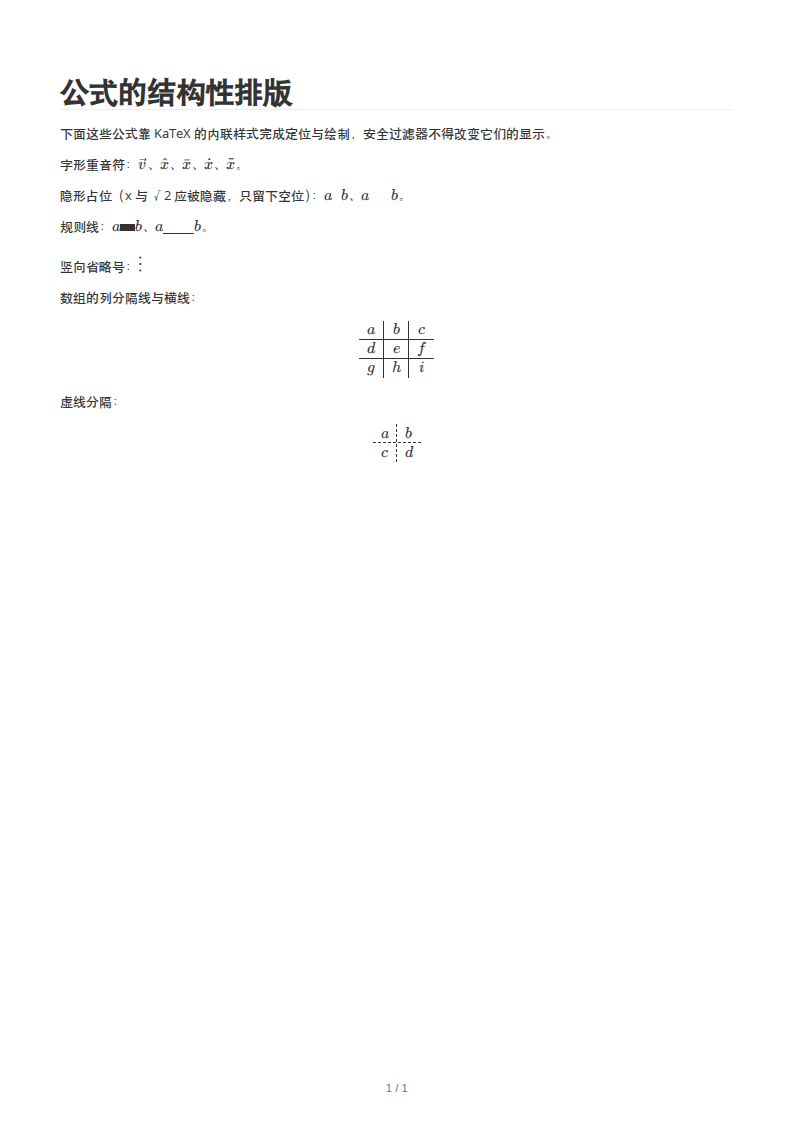 公式的结构性排版
下面这些公式靠 KaTeX 的内联样式完成定位与绘制，安全过滤器不得改变它们的显示。
字形重音符：v⃗、x̂、x̄、ẋ、x̃。
隐形占位（x 与 √ 2 应被隐藏，只留下空位）：a  b、a    b。
规则线：a■b、a____b。
竖向省略号：⋮
数组的列分隔线与横线：
a b c
d e f
g h i
虚线分隔：
a b
c d
1 / 1